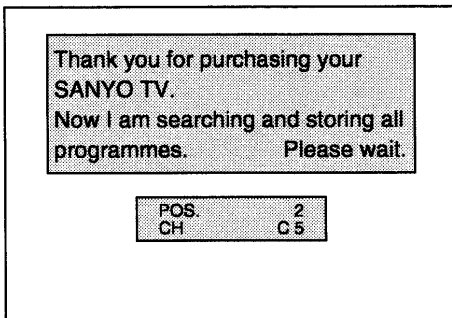 Thank you for purchasing your
SANYO TV.
Now I am searching and storing all
programmes. Please wait.
POS. 2
CH C 5